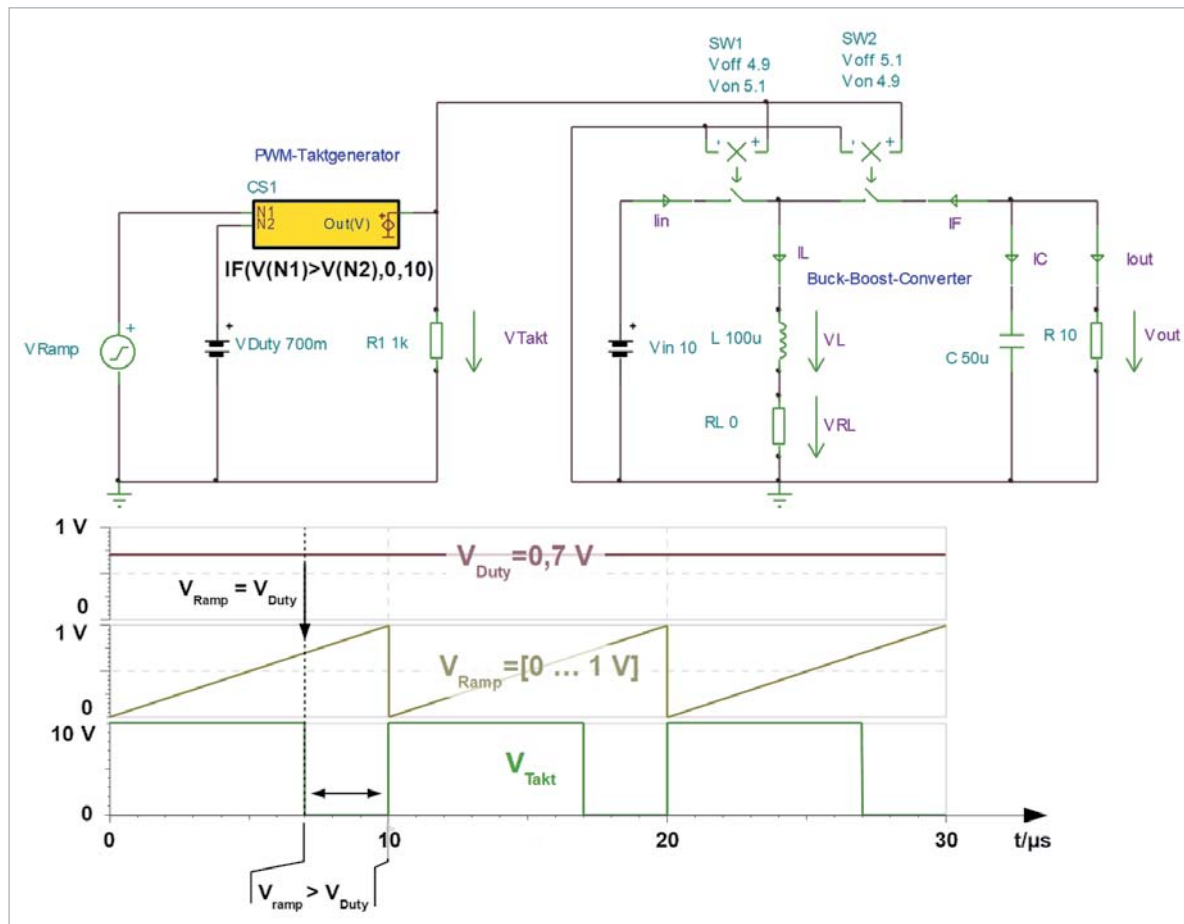 SW1
Voff 4.9
Von 5.1
SW2
Voff 5.1
Von 4.9
PWM-Taktgenerator
CS1
N1
N2
Out(V)
IF(V(N1)>V(N2),0,10)
- +
- +
Iin
IF
IL
IC
Iout
Buck-Boost-Converter
VRamp
+
+
VDuty 700m
R1 1k
VTakt
+
Vin 10
L 100u
VL
C 50u
R 10
Vout
RL 0
VRL
1 V
VDuty=0,7 V
VRamp = VDuty
0
1 V
VRamp=[0 ... 1 V]
0
10 V
VTakt
0
0
10
20
30
t/µs
Vramp > VDuty